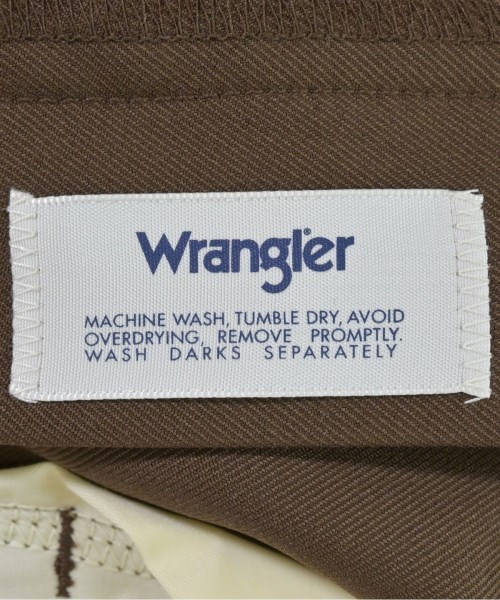 Wrangler
MACHINE WASH, TUMBLE DRY, AVOID
OVERDRYING, REMOVE PROMPTLY.
WASH DARKS SEPARATELY